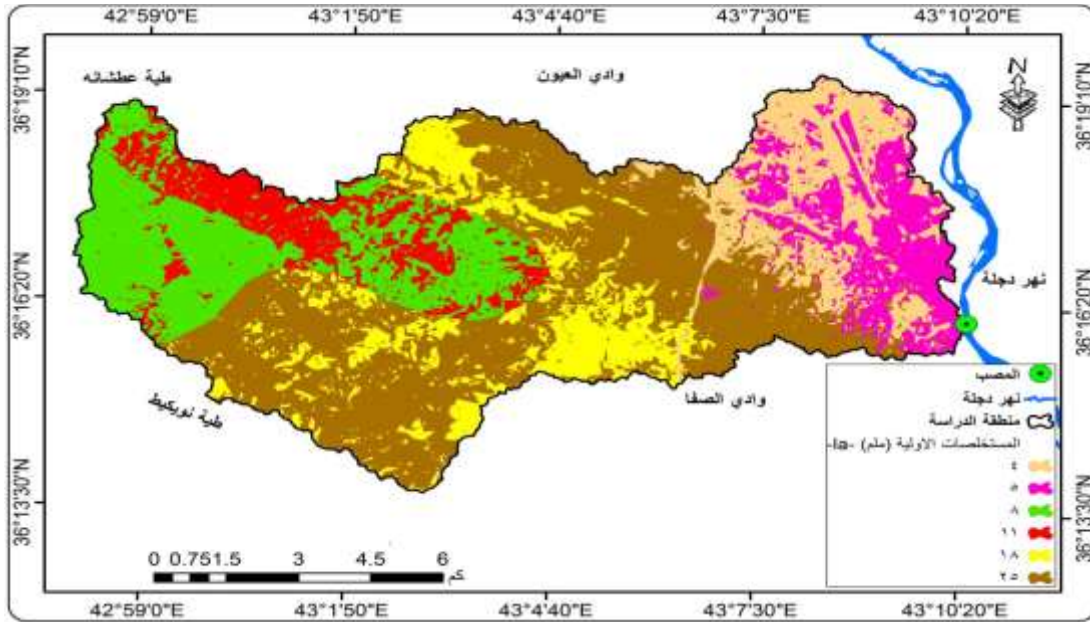 42°59'0"E 43°1'50"E 43°4'40"E 43°7'30"E 43°10'20"E
36°19'10"N
36°16'20"N
36°13'30"N
طية عطشانه
وادي العيون
N
36°19'10"N
36°16'20"N
36°13'30"N
نهر دجلة
طية نويكيط
وادي الصفا
المصب
نهر دجلة
منطقة الدراسة
المستخلصات الاولية (ملم) -Ia-
٤
٥
٨
١١
١٨
٢٥
0 0.751.5 3 4.5 6
كم
42°59'0"E 43°1'50"E 43°4'40"E 43°7'30"E 43°10'20"E